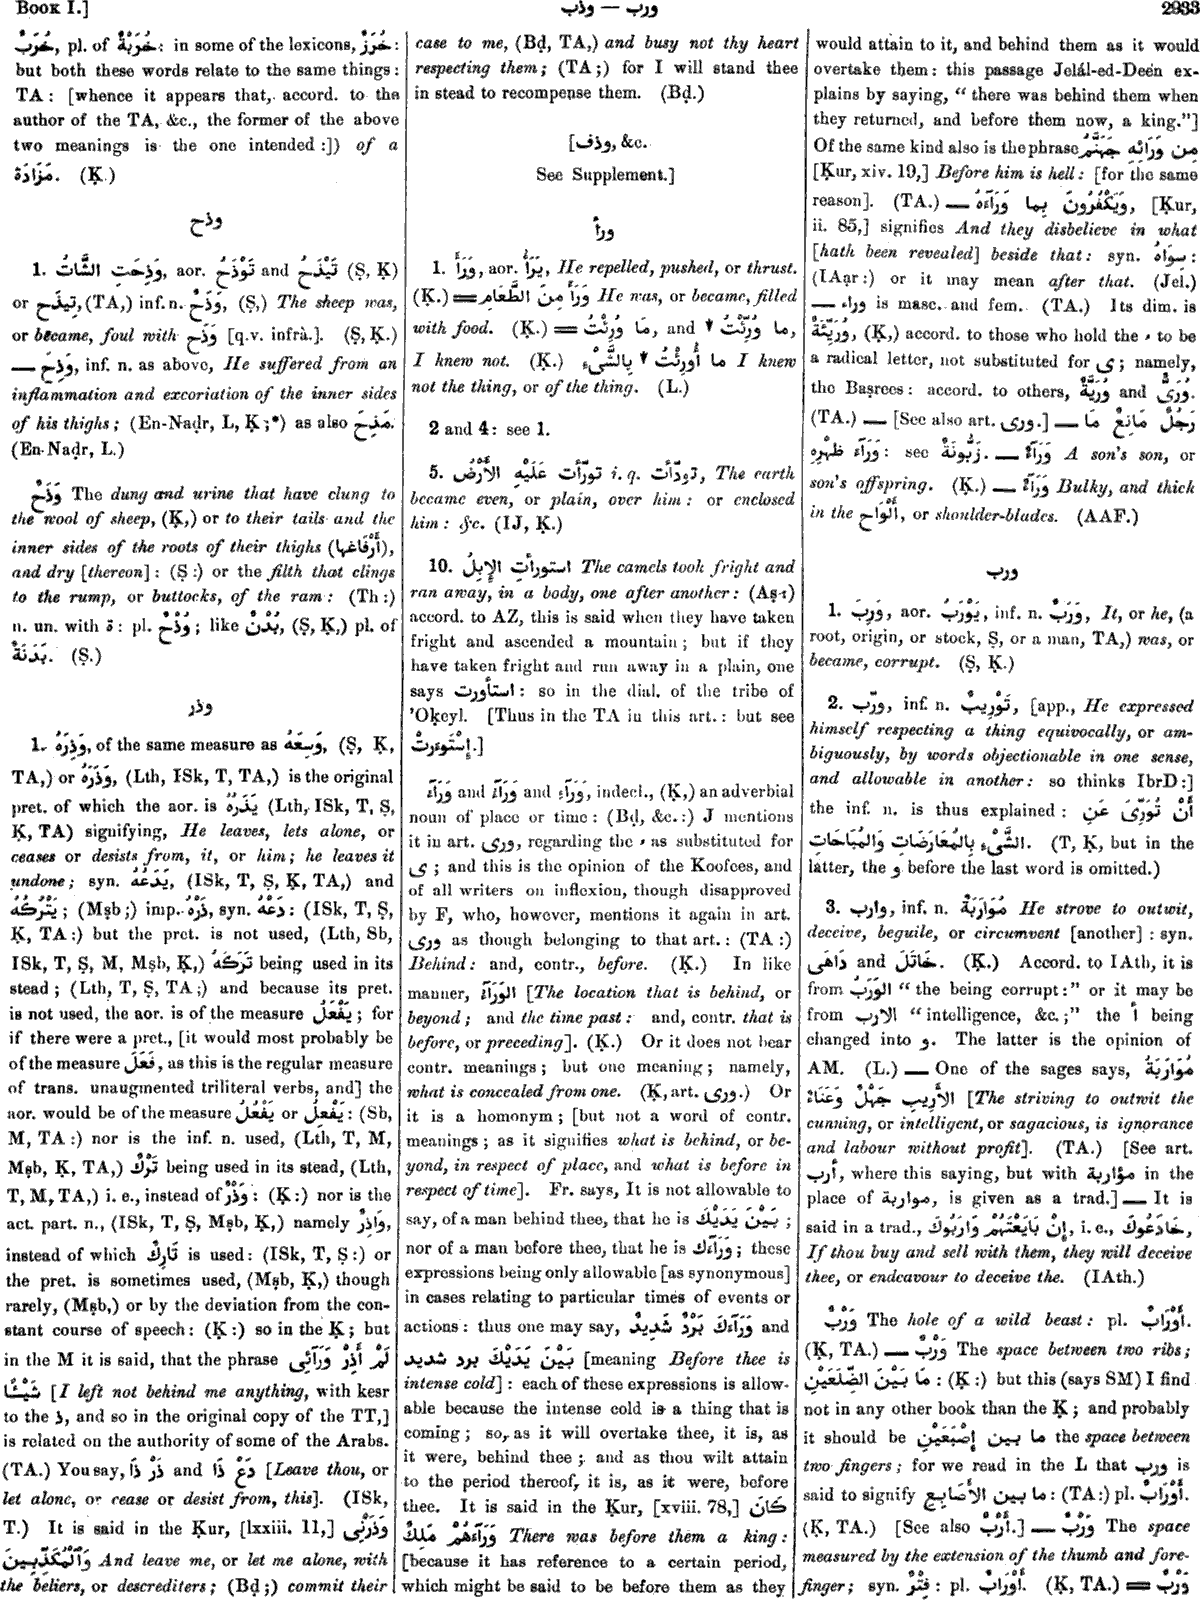 Book I.]
وذب — ورب
2933
خُرَبٌ, pl. of خُرْبَةٌ: in some of the lexicons, خُرَزٌ:
but both these words relate to the same things:
TA: [whence it appears that, accord. to the
author of the TA, &c., the former of the above
two meanings is the one intended:]) of a
مَزَادَة. (Ḳ.)
وذح
1. وَذِحَتِ الشَّاةُ, aor. تَوْذَحُ and تَيْذَحُ (Ṣ, Ḳ)
or تِيذَح, (TA,) inf. n. وَذَحٌ, (Ṣ,) The sheep was,
or became, foul with وَذَح [q.v. infrà.]. (Ṣ, Ḳ.)
— وَذِحَ, inf. n. as above, He suffered from an
inflammation and excoriation of the inner sides
of his thighs; (En-Naḍr, L, Ḳ;*) as also مَذِحَ.
(En-Naḍr, L.)
وَذَحٌ The dung and urine that have clung to
the wool of sheep, (Ḳ,) or to their tails and the
inner sides of the roots of their thighs (أَرْفَاغها),
and dry [thereon]: (Ṣ:) or the filth that clings
to the rump, or buttocks, of the ram: (Th:)
n. un. with ة: pl. وُذْحٌ; like بُدْنٌ, (Ṣ, Ḳ,) pl. of
بَدَنَةٌ. (Ṣ.)
وذر
1. وَذِرَهُ, of the same measure as وَسِعَهُ, (Ṣ, Ḳ,
TA,) or وَذَرَهُ, (Lth, ISk, T, TA,) is the original
pret. of which the aor. is يَذَرُهُ (Lth, ISk, T, Ṣ,
Ḳ, TA) signifying, He leaves, lets alone, or
ceases or desists from, it, or him; he leaves it
undone; syn. يَدَعُهُ, (ISk, T, Ṣ, Ḳ, TA,) and
يَتْرُكُهُ; (Mṣb;) imp. ذَرْهُ, syn. دَعْهُ: (ISk, T, Ṣ,
Ḳ, TA:) but the pret. is not used, (Lth, Sb,
ISk, T, Ṣ, M, Mṣb, Ḳ,) تَرَكَهُ being used in its
stead; (Lth, T, Ṣ, TA;) and because its pret.
is not used, the aor. is of the measure يَفْعَلُ; for
if there were a pret., [it would most probably be
of the measure فَعَلَ, as this is the regular measure
of trans. unaugmented triliteral verbs, and] the
aor. would be of the measure يَفْعُلُ or يَفْعِلُ: (Sb,
M, TA:) nor is the inf. n. used, (Lth, T, M,
Mṣb, Ḳ, TA,) تَرْكٌ being used in its stead, (Lth,
T, M, TA,) i. e., instead of وَذْرٌ: (Ḳ:) nor is the
act. part. n., (ISk, T, Ṣ, Mṣb, Ḳ,) namely وَاذِرٌ,
instead of which تَارِكٌ is used: (ISk, T, Ṣ:) or
the pret. is sometimes used, (Mṣb, Ḳ,) though
rarely, (Mṣb,) or by the deviation from the con-
stant course of speech: (Ḳ:) so in the Ḳ; but
in the M it is said, that the phrase لَمْ أَذِرْ وَرَآئِى
شَيْئًا [I left not behind me anything, with kesr
to the ذ, and so in the original copy of the TT,]
is related on the authority of some of the Arabs.
(TA.) You say, ذَرْ ذَا and دَعْ ذَا [Leave thou, or
let alone, or cease or desist from, this]. (ISk,
T.) It is said in the Ḳur, [lxxiii. 11,] وَذَرْنِى
وَٱلْمُكَذِّبِينَ And leave me, or let me alone, with
the beliers, or descrediters; (Bḍ;) commit their
case to me, (Bḍ, TA,) and busy not thy heart
respecting them; (TA;) for I will stand thee
in stead to recompense them. (Bḍ.)
[وذف, &c.
See Supplement.]
ورأ
1. وَرَأَ, aor. يَرَأُ, He repelled, pushed, or thrust.
(Ḳ.) = وَرَأَ مِنَ الطَّعَامِ He was, or became, filled
with food. (Ḳ.) = مَا وُرِئْتُ, and ما وُرِّئْتُ,
I knew not. (Ḳ.) ما أُورِئْتُ بِالشَّىْءِ I knew
not the thing, or of the thing. (L.)
2 and 4: see 1.
5. تورّأت عَلَيْهِ الأَرْضُ i. q. تودّأت, The earth
became even, or plain, over him: or enclosed
him: &c. (IJ, Ḳ.)
10. استورأتِ الإِبِلُ The camels took fright and
ran away, in a body, one after another: (Aṣ:)
accord. to AZ, this is said when they have taken
fright and ascended a mountain; but if they
have taken fright and run away in a plain, one
says استأورت: so in the dial. of the tribe of
'Oḳeyl. [Thus in the TA in this art.: but see
إِسْتَوْءَرَتْ.]
وَرَآءَ and وَرَآءُ and وَرَآءِ, indecl., (Ḳ,) an adverbial
noun of place or time: (Bḍ, &c.:) J mentions
it in art. ورى, regarding the ء as substituted for
ى; and this is the opinion of the Koofees, and
of all writers on inflexion, though disapproved
by F, who, however, mentions it again in art.
ورى as though belonging to that art.: (TA:)
Behind: and, contr., before. (Ḳ.) In like
manner, الوَرَآءُ [The location that is behind, or
beyond; and the time past: and, contr. that is
before, or preceding]. (Ḳ.) Or it does not bear
contr. meanings; but one meaning; namely,
what is concealed from one. (Ḳ, art. ورى.) Or
it is a homonym; [but not a word of contr.
meanings; as it signifies what is behind, or be-
yond, in respect of place, and what is before in
respect of time]. Fr. says, It is not allowable to
say, of a man behind thee, that he is بَيْنَ يَدَيْكَ;
nor of a man before thee, that he is وَرَآءَكَ; these
expressions being only allowable [as synonymous]
in cases relating to particular times of events or
actions: thus one may say, وَرَآءَكَ بَرْدٌ شَدِيدٌ and
بَيْنَ يَدَيْكَ برد شديد [meaning Before thee is
intense cold]: each of these expressions is allow-
able because the intense cold is a thing that is
coming; so, as it will overtake thee, it is, as
it were, behind thee; and as thou wilt attain
to the period thereof, it is, as it were, before
thee. It is said in the Ḳur, [xviii. 78,] كَانَ
وَرَآءَهُمْ مَلِكٌ There was before them a king:
[because it has reference to a certain period,
which might be said to be before them as they
would attain to it, and behind them as it would
overtake them: this passage Jelál-ed-Deen ex-
plains by saying, "there was behind them when
they returned, and before them now, a king."]
Of the same kind also is the phrase مِن وَرَائِهِ جَهَنَّمُ
[Ḳur, xiv. 19,] Before him is hell: [for the same
reason]. (TA.) — وَيَكْفُرُونَ بِما وَرَآءَهُ, [Ḳur,
ii. 85,] signifies And they disbelieve in what
[hath been revealed] beside that: syn. سِوَاهُ:
(IAạr:) or it may mean after that. (Jel.)
— وراء is masc. and fem. (TA.) Its dim. is
وُرَيِّئَةٌ, (Ḳ,) accord. to those who hold the ء to be
a radical letter, not substituted for ى; namely,
the Baṣrees: accord. to others, وُرَيَّةٌ and وُرَىٌّ.
(TA.) — [See also art. ورى.] — رَجُلٌ مَانِعٌ مَا
وَرَآءَ ظَهْرِهِ: see زَبُّونَةٌ. — وَرَآءٌ A son's son, or
son's offspring. (Ḳ.) — وَرَآءٌ Bulky, and thick
in the أَلْوَاح, or shoulder-blades. (AAF.)
ورب
1. وَرِبَ, aor. يَوْرَبُ, inf. n. وَرَبٌ, It, or he, (a
root, origin, or stock, Ṣ, or a man, TA,) was, or
became, corrupt. (Ṣ, Ḳ.)
2. ورّب, inf. n. تَوْرِيبٌ, [app., He expressed
himself respecting a thing equivocally, or am-
biguously, by words objectionable in one sense,
and allowable in another: so thinks IbrD:]
the inf. n. is thus explained: أَنْ تُوَرِّىَ عَنِ
الشَّىْءِ بِالمُعَارَضَاتِ وَالمُبَاحَاتِ. (T, Ḳ, but in the
latter, the و before the last word is omitted.)
3. وارب, inf. n. مُوَارَبَةٌ He strove to outwit,
deceive, beguile, or circumvent [another]: syn.
دَاهَى and خَاتَلَ. (Ḳ.) Accord. to IAth, it is
from الوَرَبُ "the being corrupt:" or it may be
from الارب "intelligence, &c.;" the أ being
changed into و. The latter is the opinion of
AM. (L.) — One of the sages says, مُوَارَبَةُ
الأَرِيبِ جَهْلٌ وَعَنَاءٌ [The striving to outwit the
cunning, or intelligent, or sagacious, is ignorance
and labour without profit]. (TA.) [See art.
أرب, where this saying, but with مؤاربة in the
place of مواربة, is given as a trad.] — It is
said in a trad., إِنْ بَايَعْتَهُمْ وَارَبُوكَ, i. e., خَادَعُوكَ,
If thou buy and sell with them, they will deceive
thee, or endeavour to deceive the. (IAth.)
وَرْبٌ The hole of a wild beast: pl. أَوْرَابٌ.
(Ḳ, TA.) — وَرْبٌ The space between two ribs;
مَا بَيْنَ الضِّلَعَيْنِ: (Ḳ:) but this (says SM) I find
not in any other book than the Ḳ; and probably
it should be ما بين إِصْبَعَيْنِ the space between
two fingers; for we read in the L that ورب is
said to signify ما بين الأَصَابِعِ: (TA:) pl. أَوْرَابٌ.
(Ḳ, TA.) [See also أَرْبٌ.] — وَرْبٌ The space
measured by the extension of the thumb and fore-
finger; syn. فِتْرٌ: pl. أَوْرَابٌ. (Ḳ, TA.) = وَرْبٌ